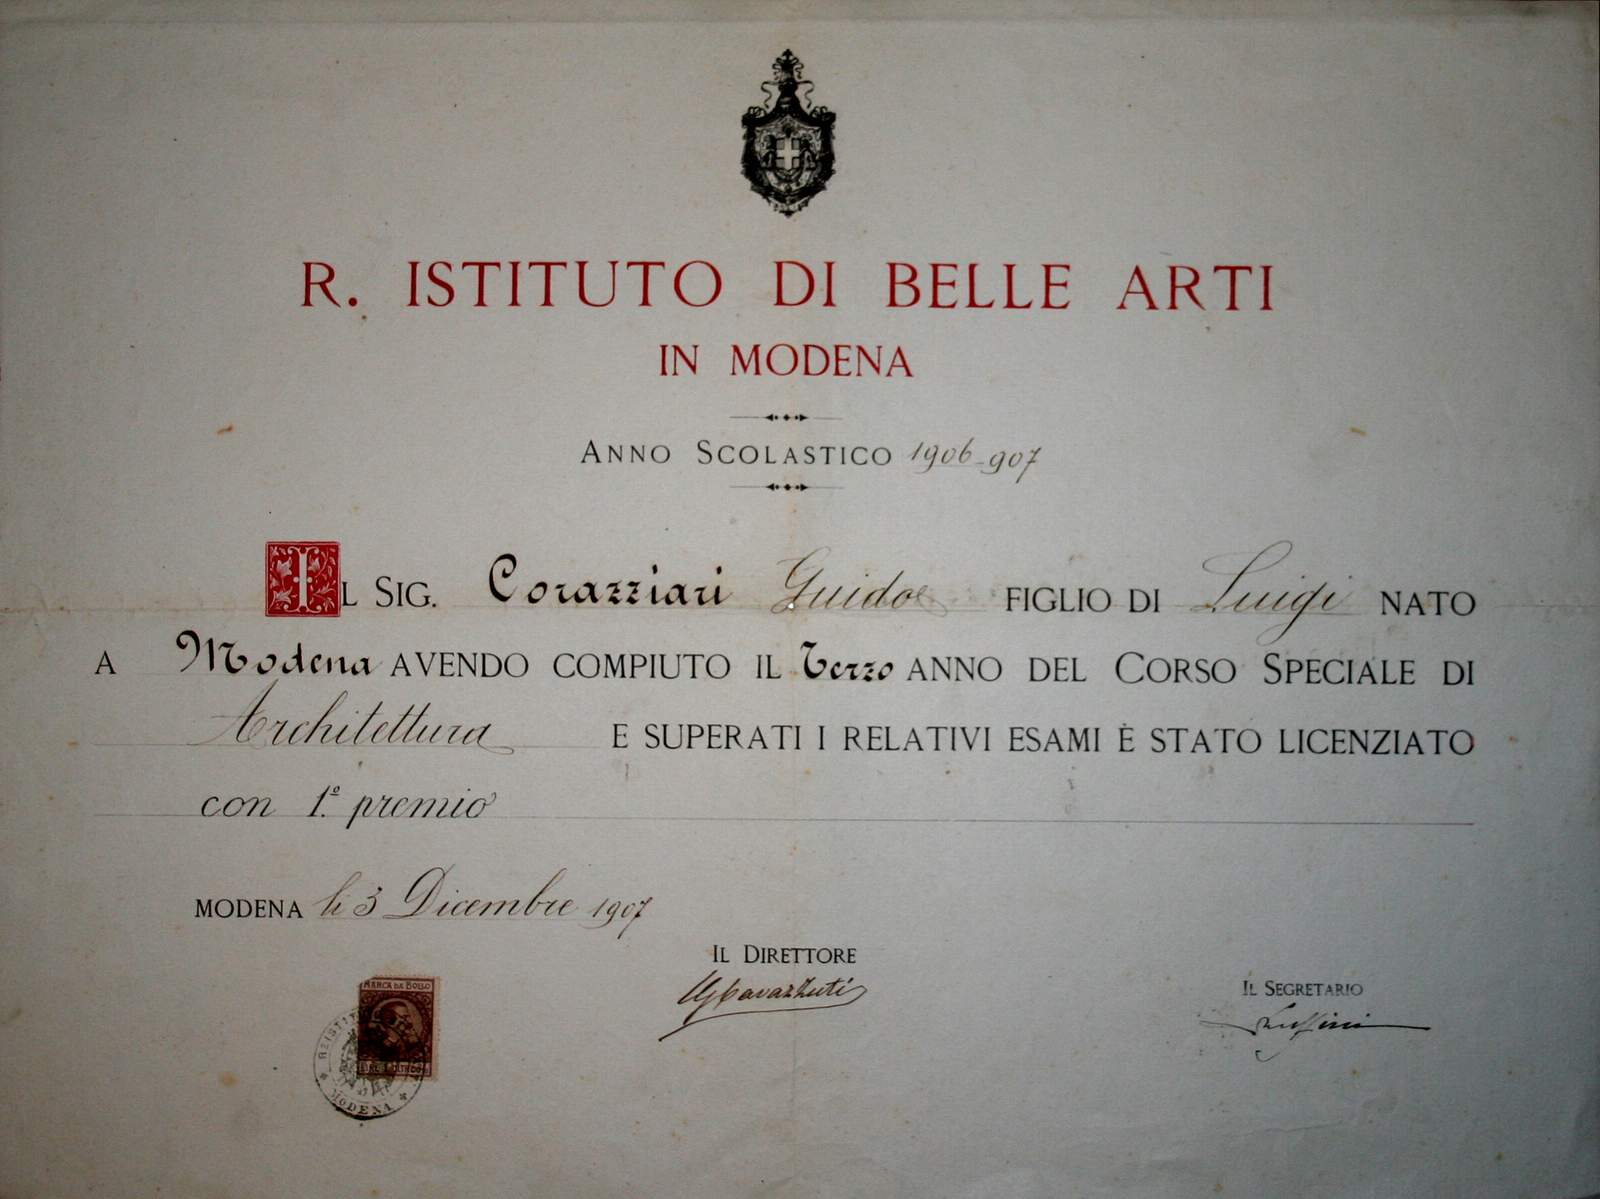 R. ISTITUTO DI BELLE ARTI
IN MODENA
ANNO SCOLASTICO 1906-907
IL SIG. Corazziari Guido FIGLIO DI Luigi NATO
A Modena AVENDO COMPIUTO IL Terzo ANNO DEL CORSO SPECIALE DI
Architettura E SUPERATI I RELATIVI ESAMI È STATO LICENZIATO
con 1.º premio
MODENA li 3 Dicembre 1907
IL DIRETTORE
Cavazzuti
IL SEGRETARIO
MARCA DA BOLLO
MODENA